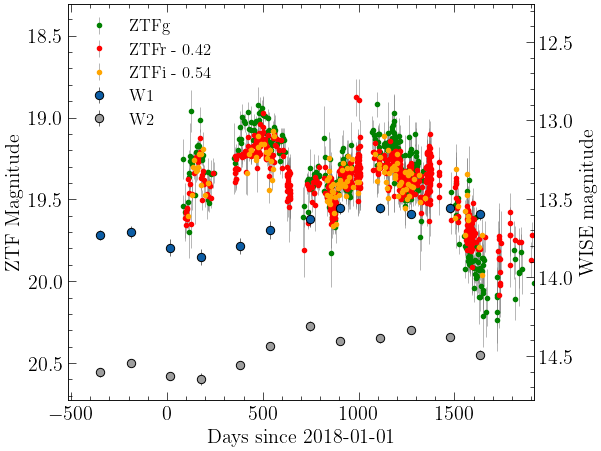 ZTFg
ZTFr - 0.42
ZTFi - 0.54
W1
W2
18.5
19.0
19.5
20.0
20.5
ZTF Magnitude
12.5
13.0
13.5
14.0
14.5
WISE magnitude
−500
0
500
1000
1500
Days since 2018-01-01